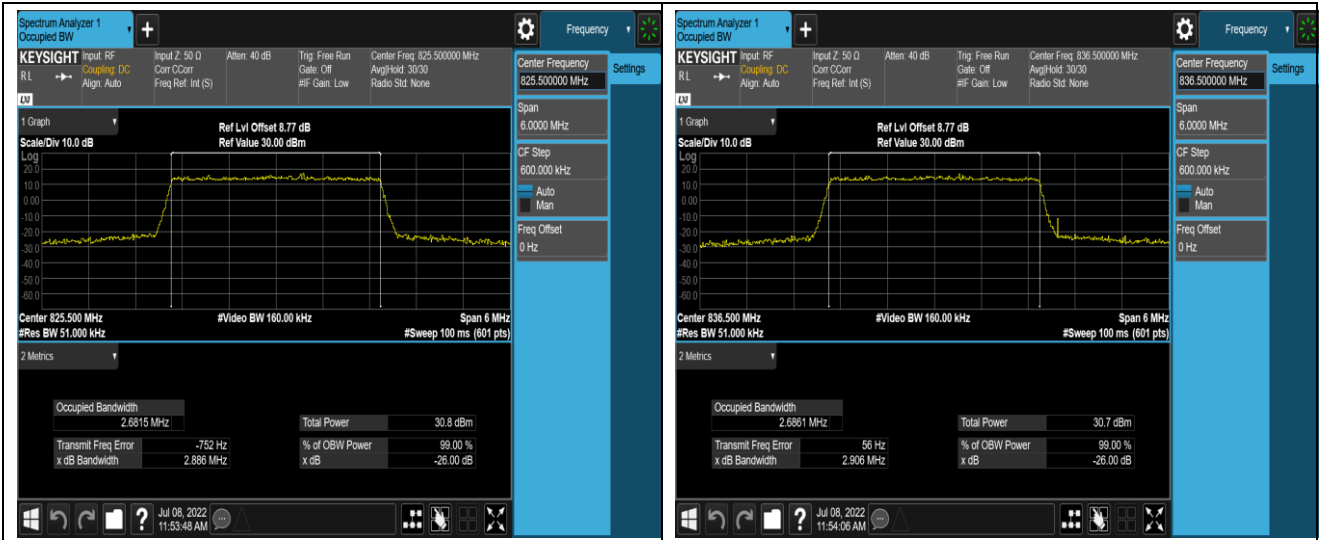 Spectrum Analyzer 1
Occupied BW
+
Frequency
KEYSIGHT
RL
LXI
Input: RF
Coupling: DC
Align: Auto
Input Z: 50 Ω
Corr CCorr
Freq Ref: Int (S)
Atten: 40 dB
Trig: Free Run
Gate: Off
#IF Gain: Low
Center Freq: 825.500000 MHz
Avg|Hold: 30/30
Radio Std: None
Center Frequency
825.500000 MHz
Settings
Span
6.0000 MHz
CF Step
600.000 kHz
Auto
Man
Freq Offset
0 Hz
1 Graph
Ref Lvl Offset 8.77 dB
Scale/Div 10.0 dB
Ref Value 30.00 dBm
Log
20.0
10.0
0.00
-10.0
-20.0
-30.0
-40.0
-50.0
-60.0
Center 825.500 MHz
#Video BW 160.00 kHz
Span 6 MHz
#Res BW 51.000 kHz
#Sweep 100 ms (601 pts)
2 Metrics
Occupied Bandwidth
2.6815 MHz
Total Power 30.8 dBm
Transmit Freq Error -752 Hz
% of OBW Power 99.00 %
x dB Bandwidth 2.886 MHz
x dB -26.00 dB
?
Jul 08, 2022
11:53:48 AM
Spectrum Analyzer 1
Occupied BW
+
Frequency
KEYSIGHT
RL
LXI
Input: RF
Coupling: DC
Align: Auto
Input Z: 50 Ω
Corr CCorr
Freq Ref: Int (S)
Atten: 40 dB
Trig: Free Run
Gate: Off
#IF Gain: Low
Center Freq: 836.500000 MHz
Avg|Hold: 30/30
Radio Std: None
Center Frequency
836.500000 MHz
Settings
Span
6.0000 MHz
CF Step
600.000 kHz
Auto
Man
Freq Offset
0 Hz
1 Graph
Ref Lvl Offset 8.77 dB
Scale/Div 10.0 dB
Ref Value 30.00 dBm
Log
20.0
10.0
0.00
-10.0
-20.0
-30.0
-40.0
-50.0
-60.0
Center 836.500 MHz
#Video BW 160.00 kHz
Span 6 MHz
#Res BW 51.000 kHz
#Sweep 100 ms (601 pts)
2 Metrics
Occupied Bandwidth
2.6861 MHz
Total Power 30.7 dBm
Transmit Freq Error 56 Hz
% of OBW Power 99.00 %
x dB Bandwidth 2.906 MHz
x dB -26.00 dB
?
Jul 08, 2022
11:54:06 AM